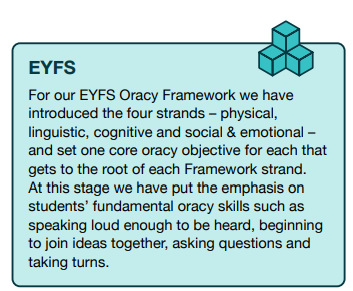 EYFS
For our EYFS Oracy Framework we have
introduced the four strands – physical,
linguistic, cognitive and social & emotional –
and set one core oracy objective for each that
gets to the root of each Framework strand.
At this stage we have put the emphasis on
students’ fundamental oracy skills such as
speaking loud enough to be heard, beginning
to join ideas together, asking questions and
taking turns.